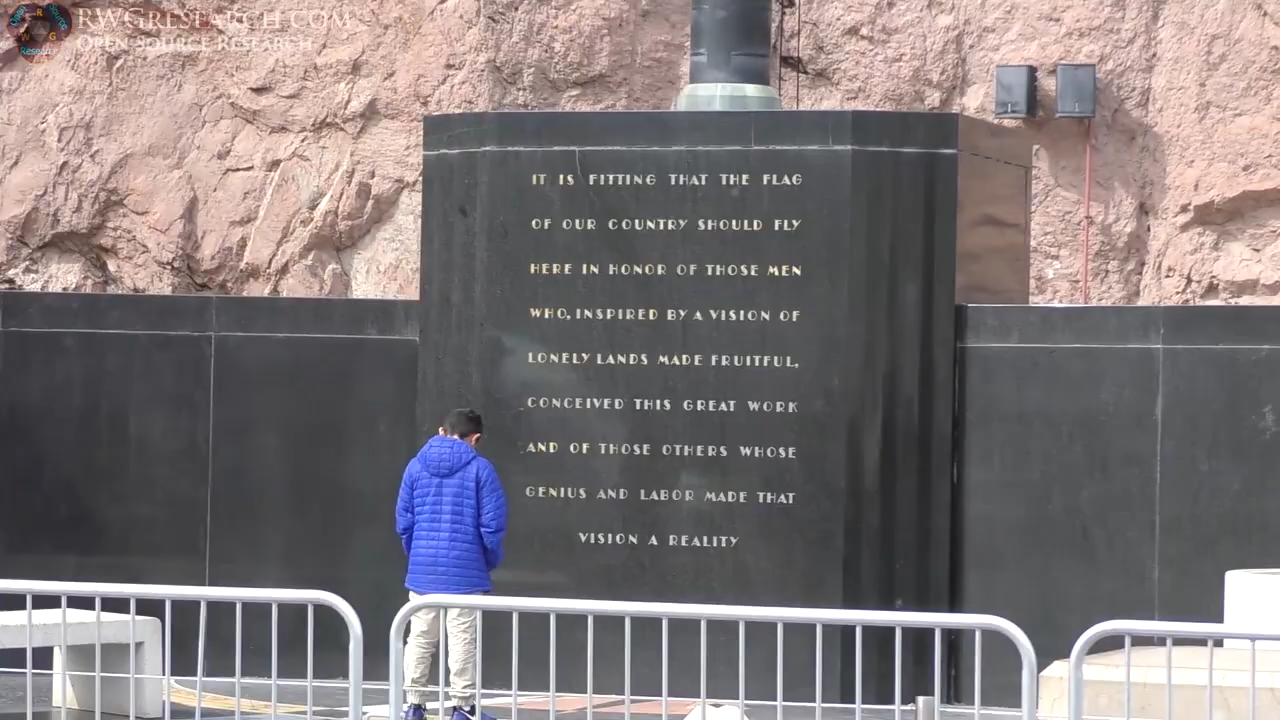 RWGRESEARCH.COM
OPEN SOURCE RESEARCH
IT IS FITTING THAT THE FLAG
OF OUR COUNTRY SHOULD FLY
HERE IN HONOR OF THOSE MEN
WHO, INSPIRED BY A VISION OF
LONELY LANDS MADE FRUITFUL,
CONCEIVED THIS GREAT WORK
AND OF THOSE OTHERS WHOSE
GENIUS AND LABOR MADE THAT
VISION A REALITY